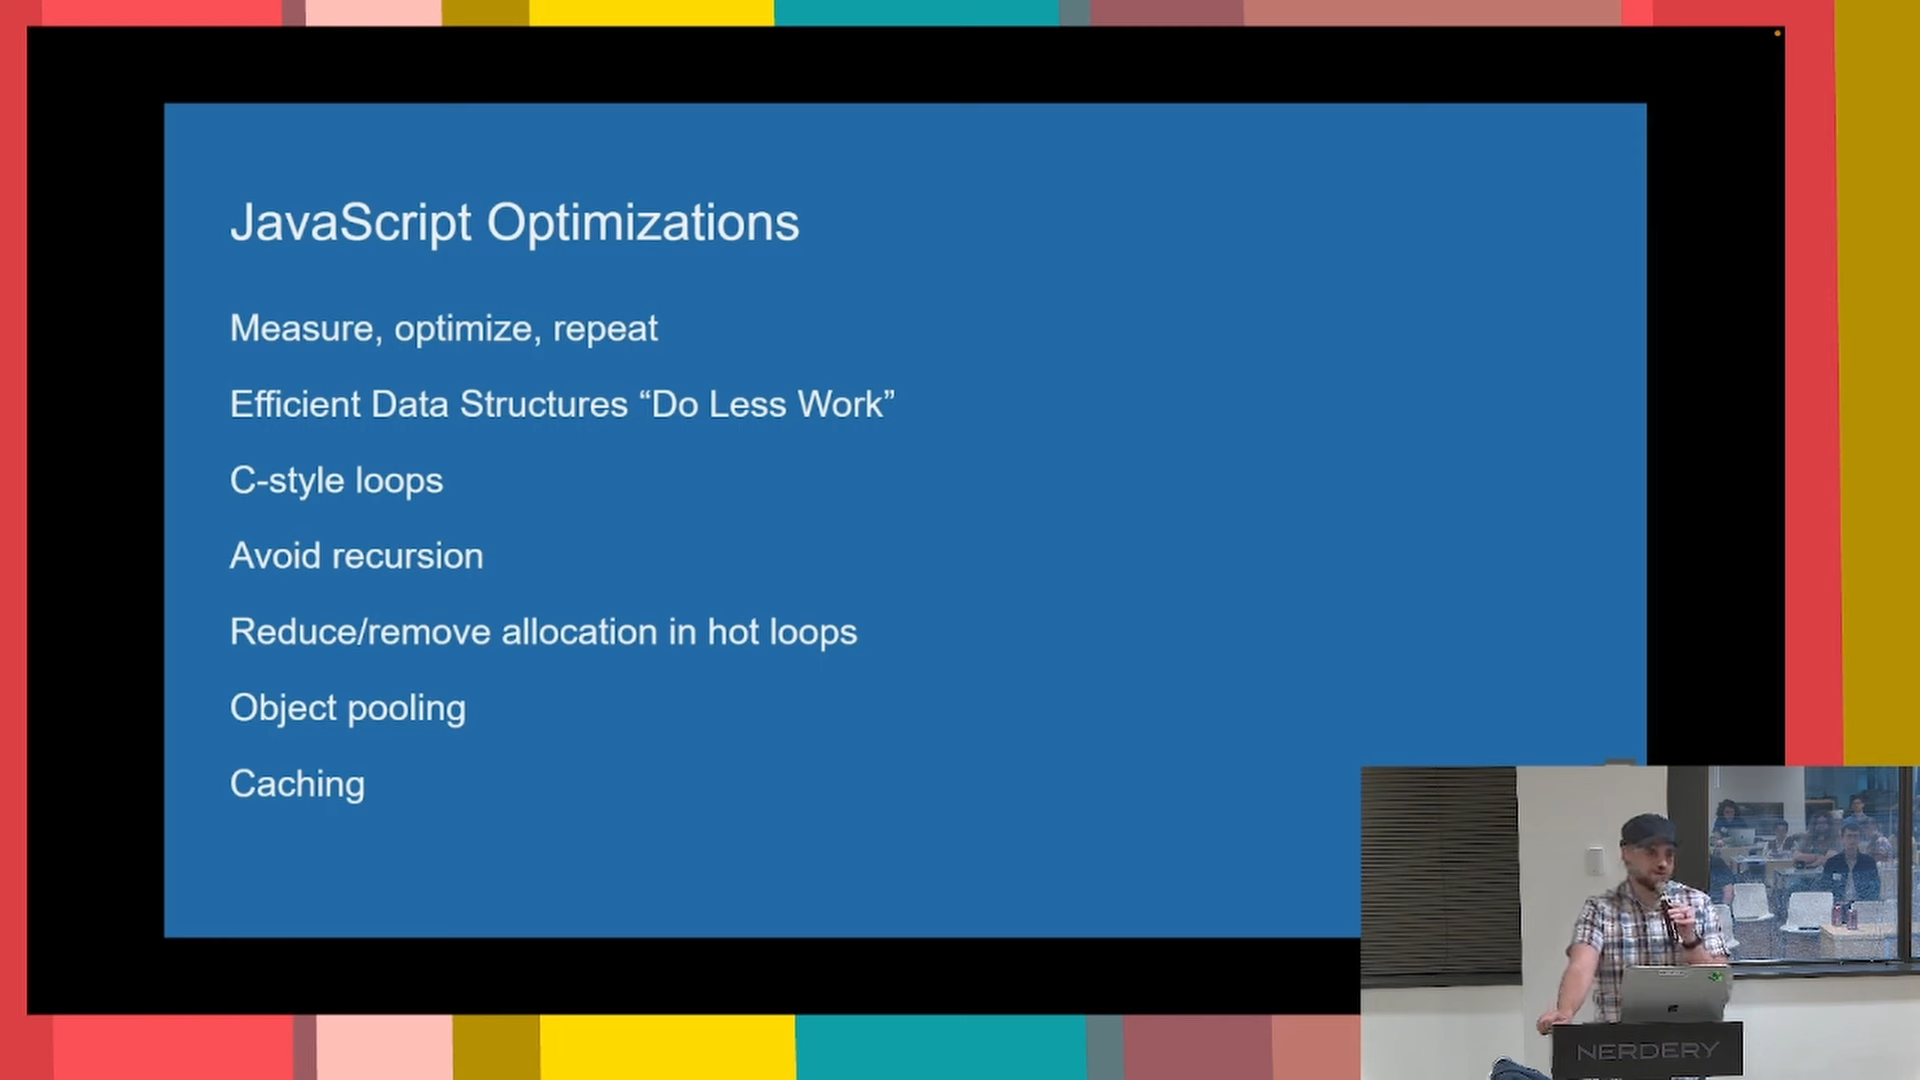 JavaScript Optimizations
Measure, optimize, repeat
Efficient Data Structures “Do Less Work”
C-style loops
Avoid recursion
Reduce/remove allocation in hot loops
Object pooling
Caching
NERDERY